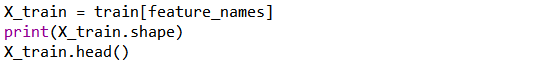 X_train = train[feature_names]
print(X_train.shape)
X_train.head()